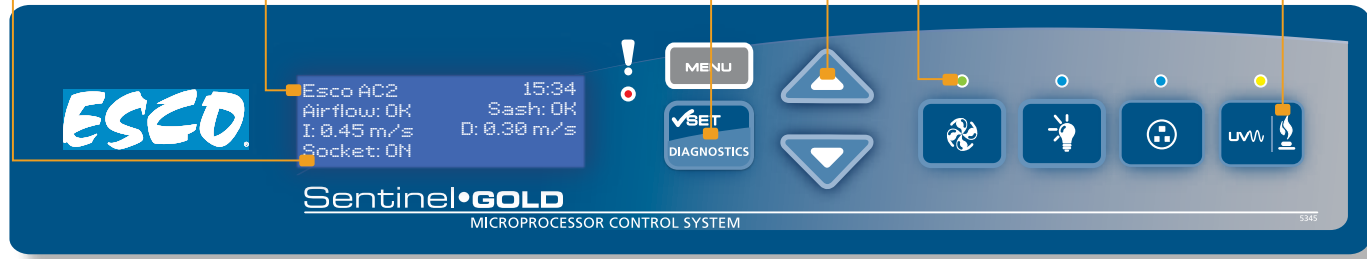 ESCO.
Esco AC2 15:34
Airflow: OK Sash: OK
I: 0.45 m/s D: 0.30 m/s
Socket: ON
!
MENU
✓SET
DIAGNOSTICS
UV
Sentinel•GOLD
MICROPROCESSOR CONTROL SYSTEM
5345